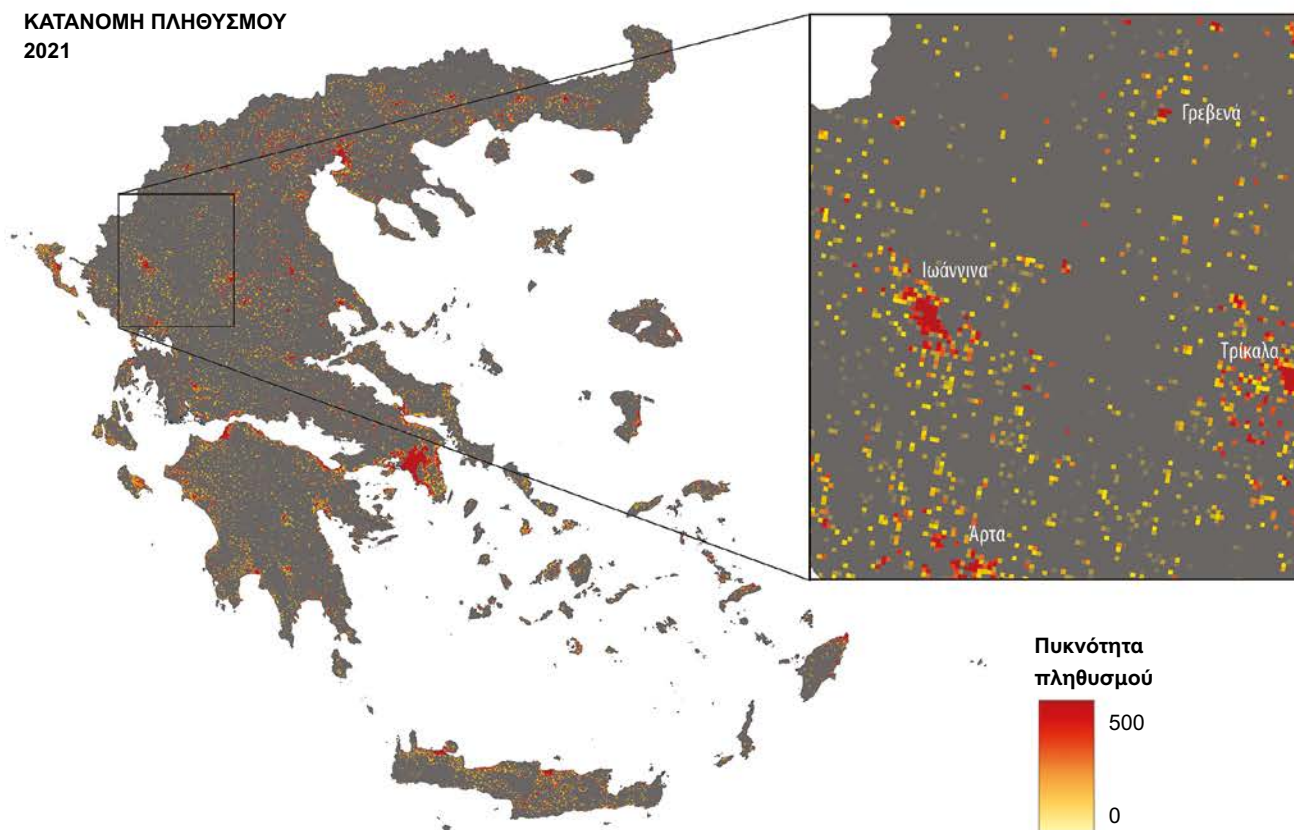 ΚΑΤΑΝΟΜΗ ΠΛΗΘΥΣΜΟΥ
2021
Γρεβενά
Ιωάννινα
Τρίκαλα
Άρτα
Πυκνότητα
πληθυσμού
500
0